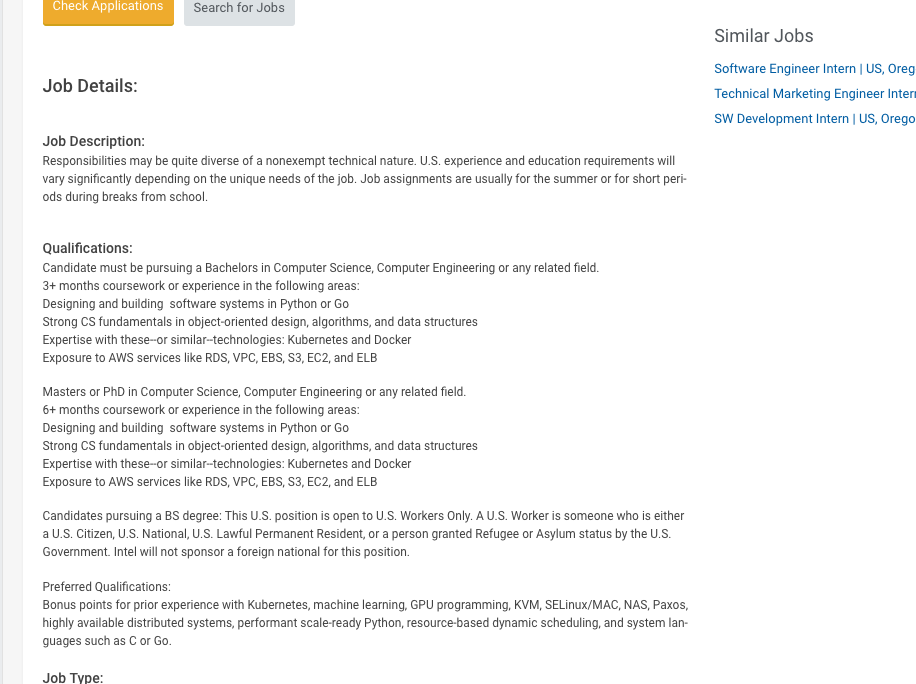 Check Applications
Search for Jobs
Similar Jobs
Software Engineer Intern | US, Oreg
Technical Marketing Engineer Inter
SW Development Intern | US, Orego
Job Details:
Job Description:
Responsibilities may be quite diverse of a nonexempt technical nature. U.S. experience and education requirements will
vary significantly depending on the unique needs of the job. Job assignments are usually for the summer or for short peri-
ods during breaks from school.
Qualifications:
Candidate must be pursuing a Bachelors in Computer Science, Computer Engineering or any related field.
3+ months coursework or experience in the following areas:
Designing and building  software systems in Python or Go
Strong CS fundamentals in object-oriented design, algorithms, and data structures
Expertise with these--or similar--technologies: Kubernetes and Docker
Exposure to AWS services like RDS, VPC, EBS, S3, EC2, and ELB
Masters or PhD in Computer Science, Computer Engineering or any related field.
6+ months coursework or experience in the following areas:
Designing and building  software systems in Python or Go
Strong CS fundamentals in object-oriented design, algorithms, and data structures
Expertise with these--or similar--technologies: Kubernetes and Docker
Exposure to AWS services like RDS, VPC, EBS, S3, EC2, and ELB
Candidates pursuing a BS degree: This U.S. position is open to U.S. Workers Only. A U.S. Worker is someone who is either
a U.S. Citizen, U.S. National, U.S. Lawful Permanent Resident, or a person granted Refugee or Asylum status by the U.S.
Government. Intel will not sponsor a foreign national for this position.
Preferred Qualifications:
Bonus points for prior experience with Kubernetes, machine learning, GPU programming, KVM, SELinux/MAC, NAS, Paxos,
highly available distributed systems, performant scale-ready Python, resource-based dynamic scheduling, and system lan-
guages such as C or Go.
Job Type: